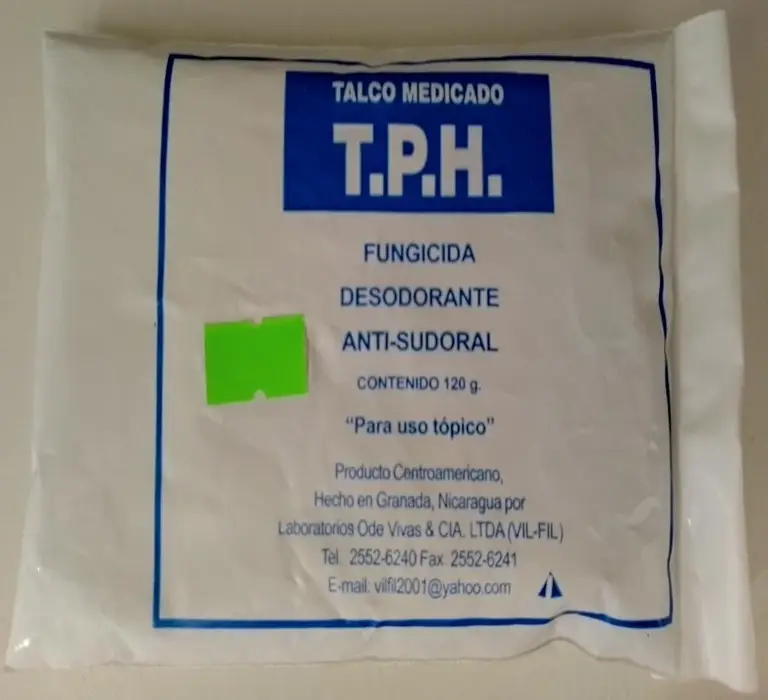 TALCO MEDICADO
T.P.H.
FUNGICIDA
DESODORANTE
ANTI-SUDORAL
CONTENIDO 120 g.
“Para uso tópico”
Producto Centroamericano,
Hecho en Granada, Nicaragua por
Laboratorios Ode Vivas & CIA. LTDA (VIL-FIL)
Tel. 2552-6240 Fax. 2552-6241
E-mail: vilfil2001@yahoo.com